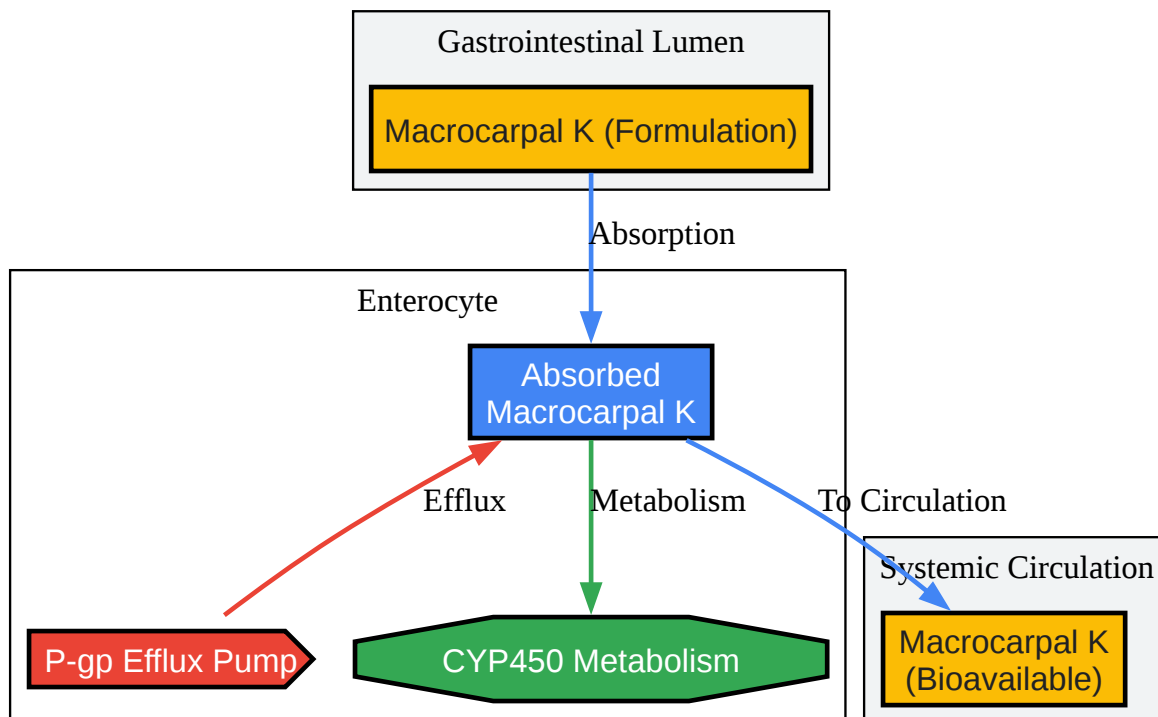 Gastrointestinal Lumen
Macrocarpal K (Formulation)
Absorption
Enterocyte
Absorbed
Macrocarpal K
Efflux
Metabolism
To Circulation
Systemic Circulation
P-gp Efflux Pump
CYP450 Metabolism
Macrocarpal K
(Bioavailable)